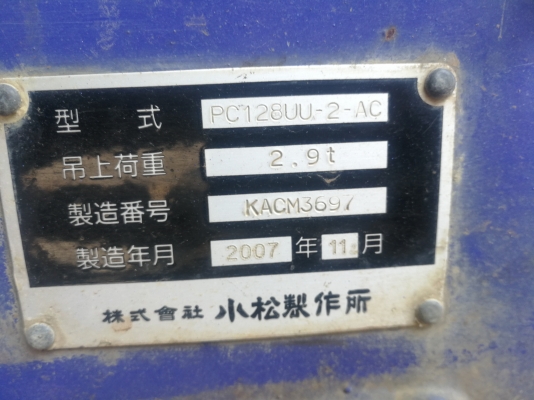 型 式 PC128UU-2-AC
吊上荷重 2.9t
製造番号 KACM3697
製造年月 2007年11月
株式會社 小松製作所